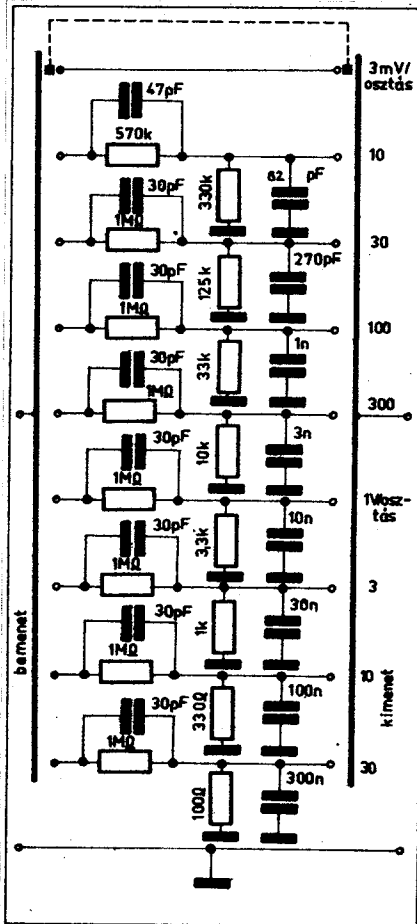 3mV/
osztás
47pF
570k
10
330k
62 pF
30pF
1MΩ
30
125k
270pF
30pF
1MΩ
100
33k
1n
30pF
1MΩ
300
10k
3n
30pF
1MΩ
1V/osz-
tás
3,3k
10n
30pF
1MΩ
3
1k
30n
30pF
1MΩ
10
330Ω
100n
30pF
1MΩ
30
100Ω
300n
bemenet
kimenet